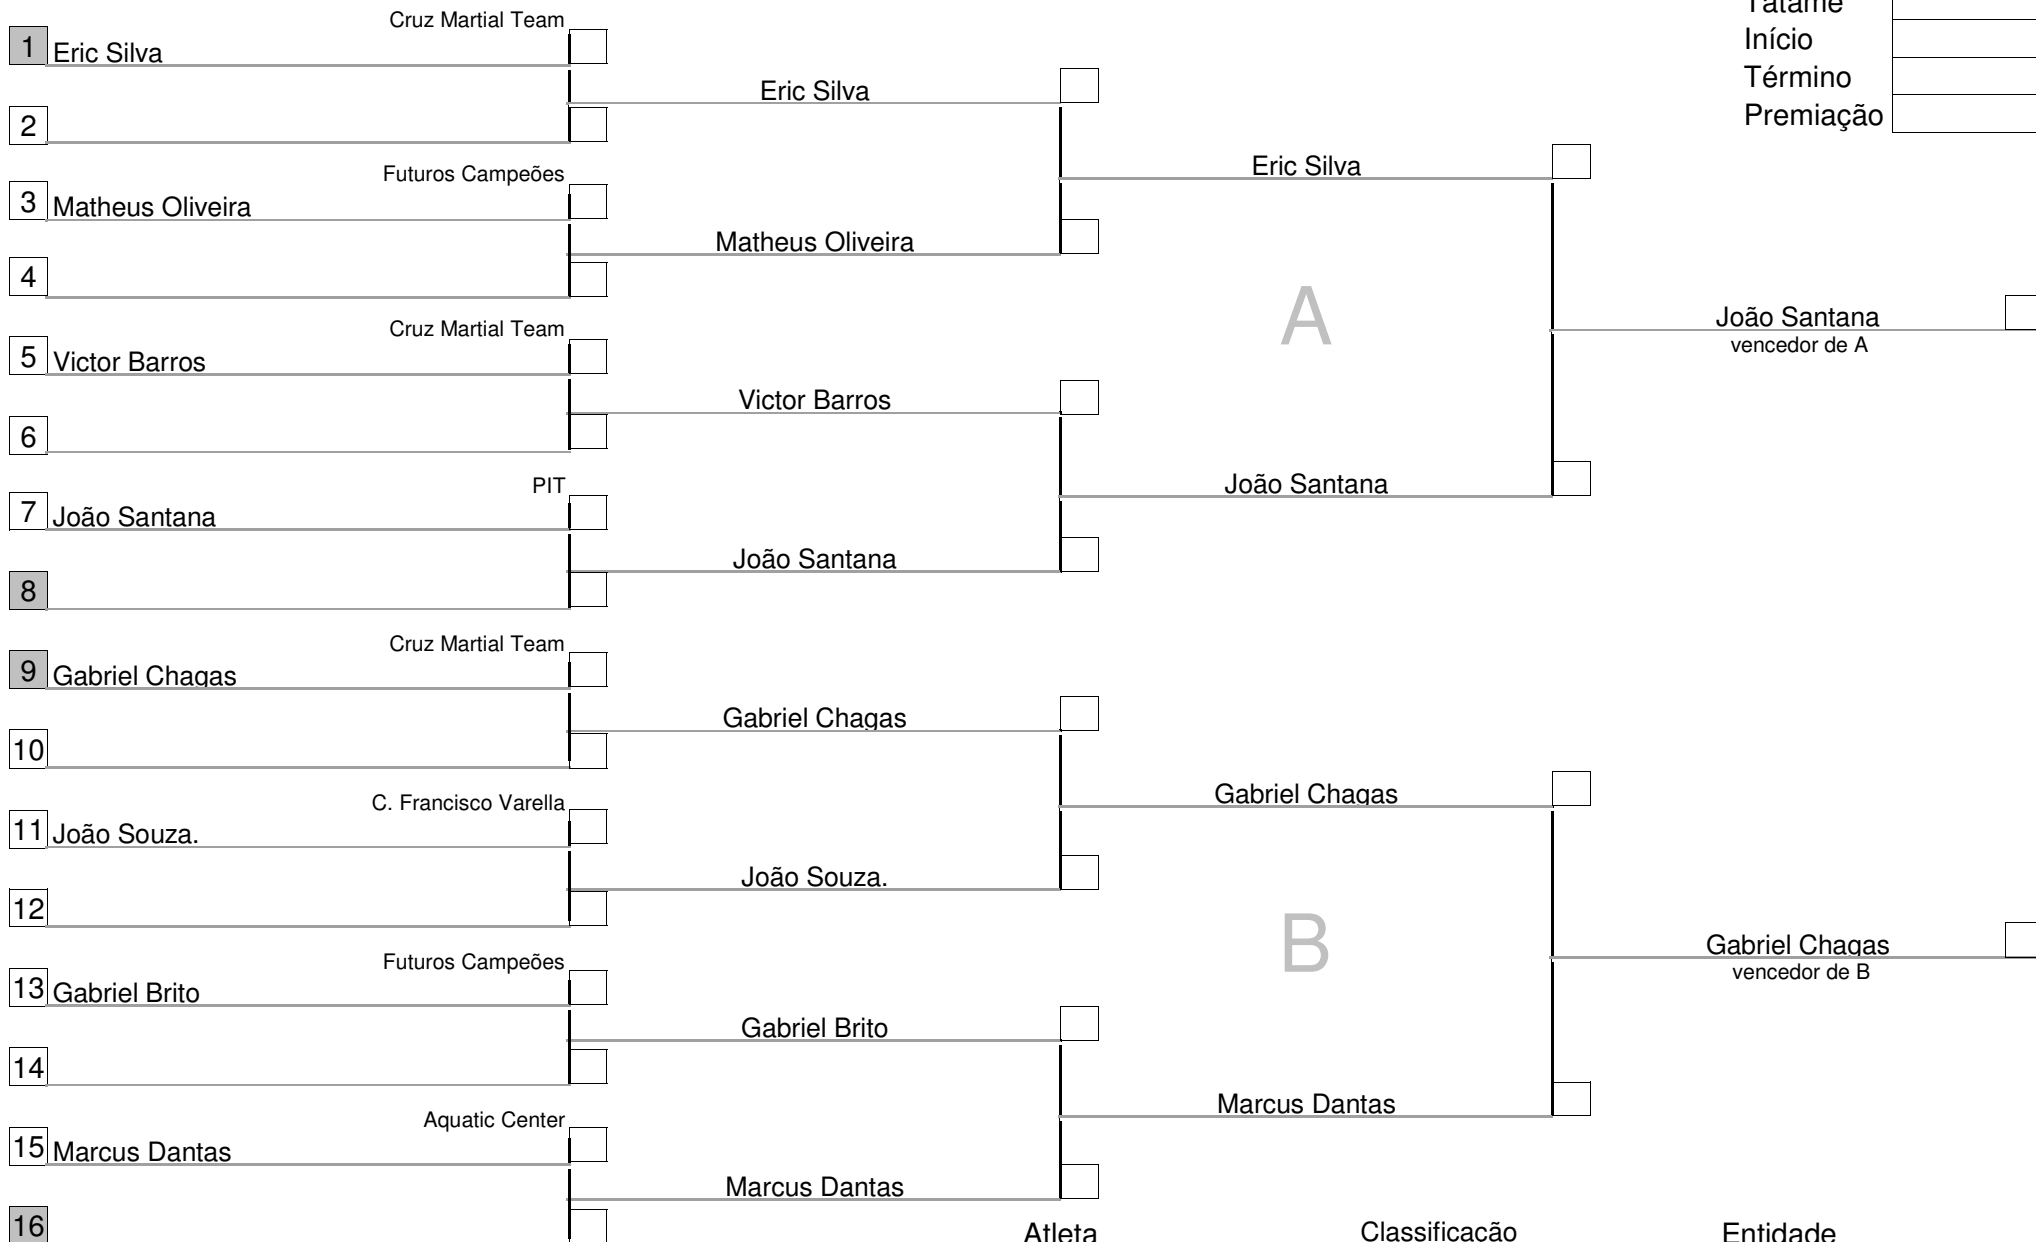 Cruz Martial Team
1 Eric Silva
2
Futuros Campeões
3 Matheus Oliveira
4
Cruz Martial Team
5 Victor Barros
6
PIT
7 João Santana
8
Cruz Martial Team
9 Gabriel Chagas
10
C. Francisco Varella
11 João Souza.
12
Futuros Campeões
13 Gabriel Brito
14
Aquatic Center
15 Marcus Dantas
16
Eric Silva
Matheus Oliveira
Victor Barros
João Santana
Gabriel Chagas
João Souza.
Gabriel Brito
Marcus Dantas
Eric Silva
A
João Santana
Gabriel Chagas
B
Marcus Dantas
João Santana
vencedor de A
Gabriel Chagas
vencedor de B
Tatame
Início
Término
Premiação
Atleta Classificação Entidade